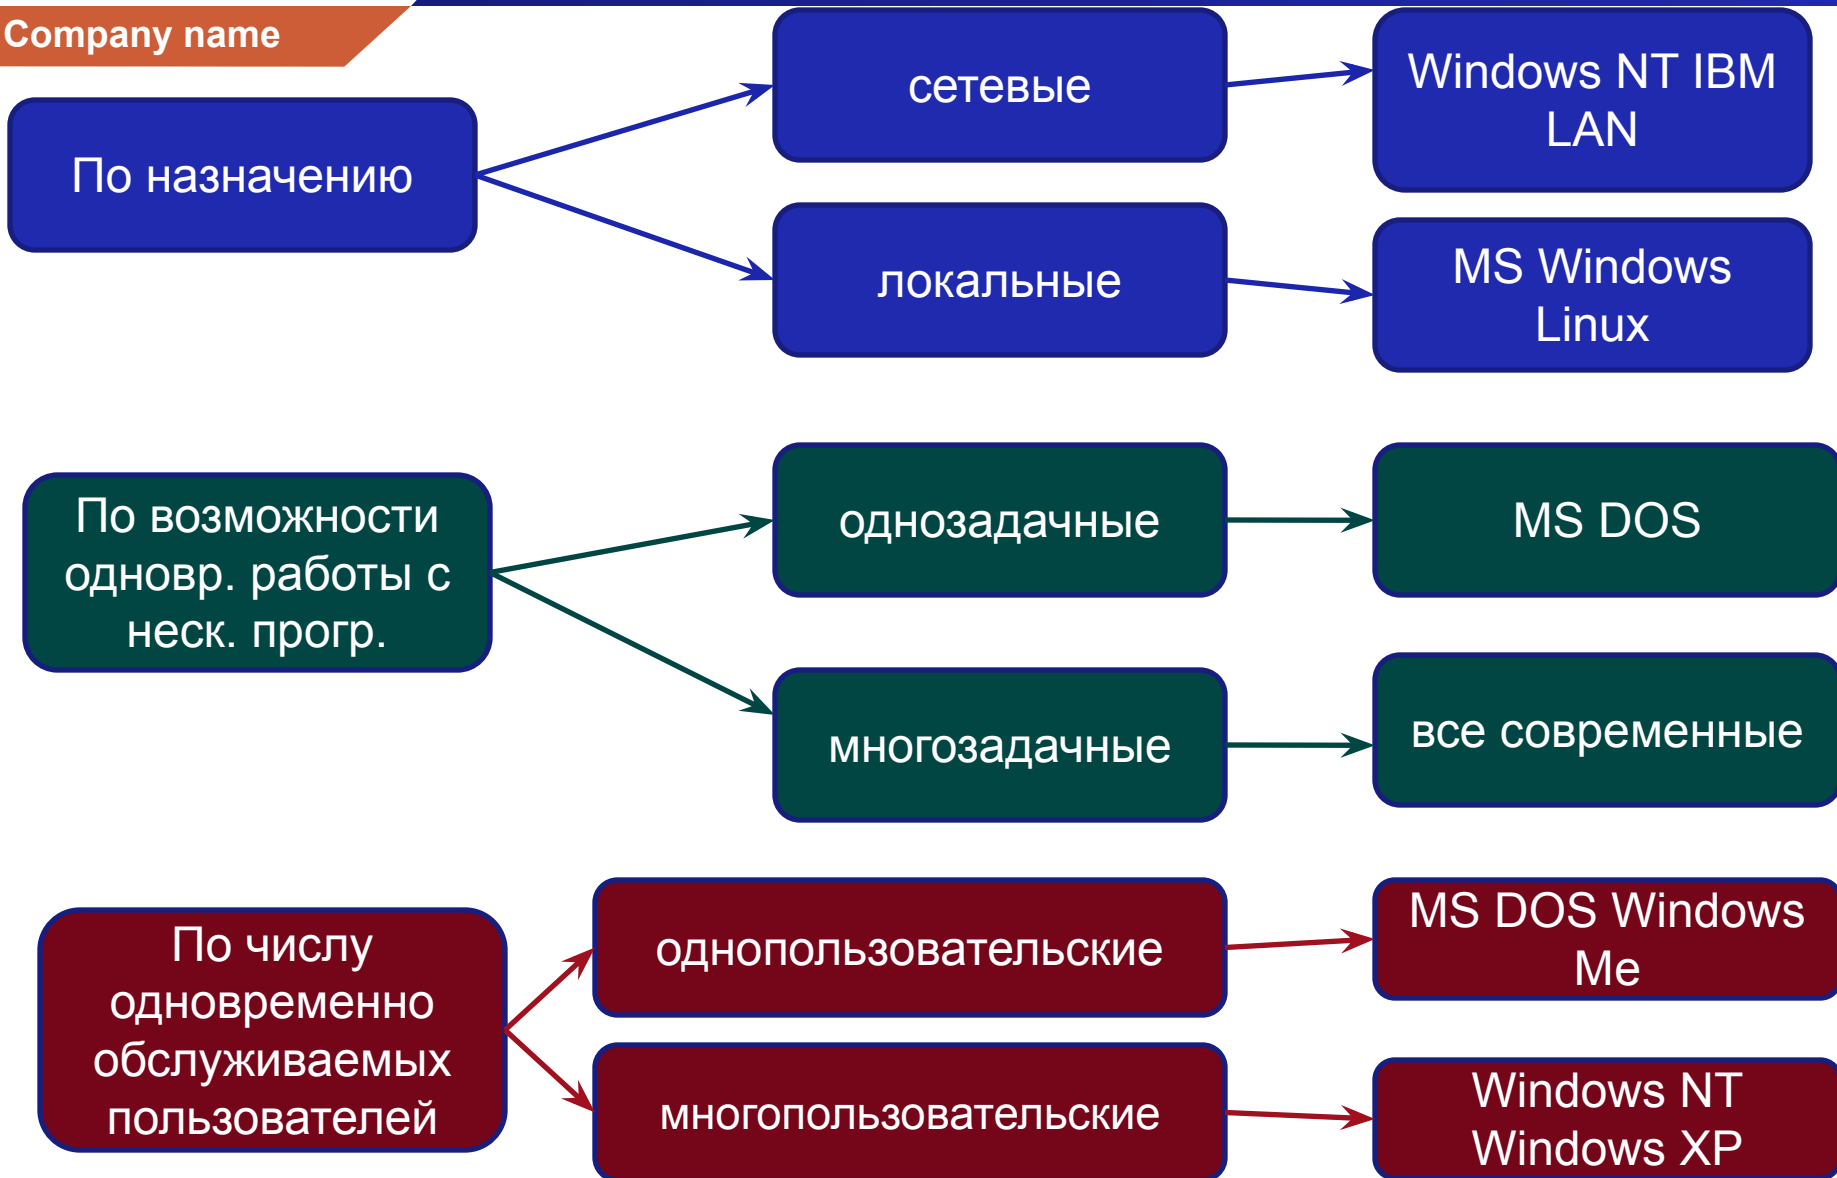 Company name
По назначению
сетевые
Windows NT IBM
LAN
локальные
MS Windows
Linux
По возможности
одновр. работы с
неск. прогр.
однозадачные
MS DOS
многозадачные
все современные
По числу
одновременно
обслуживаемых
пользователей
однопользовательские
MS DOS Windows
Me
многопользовательские
Windows NT
Windows XP